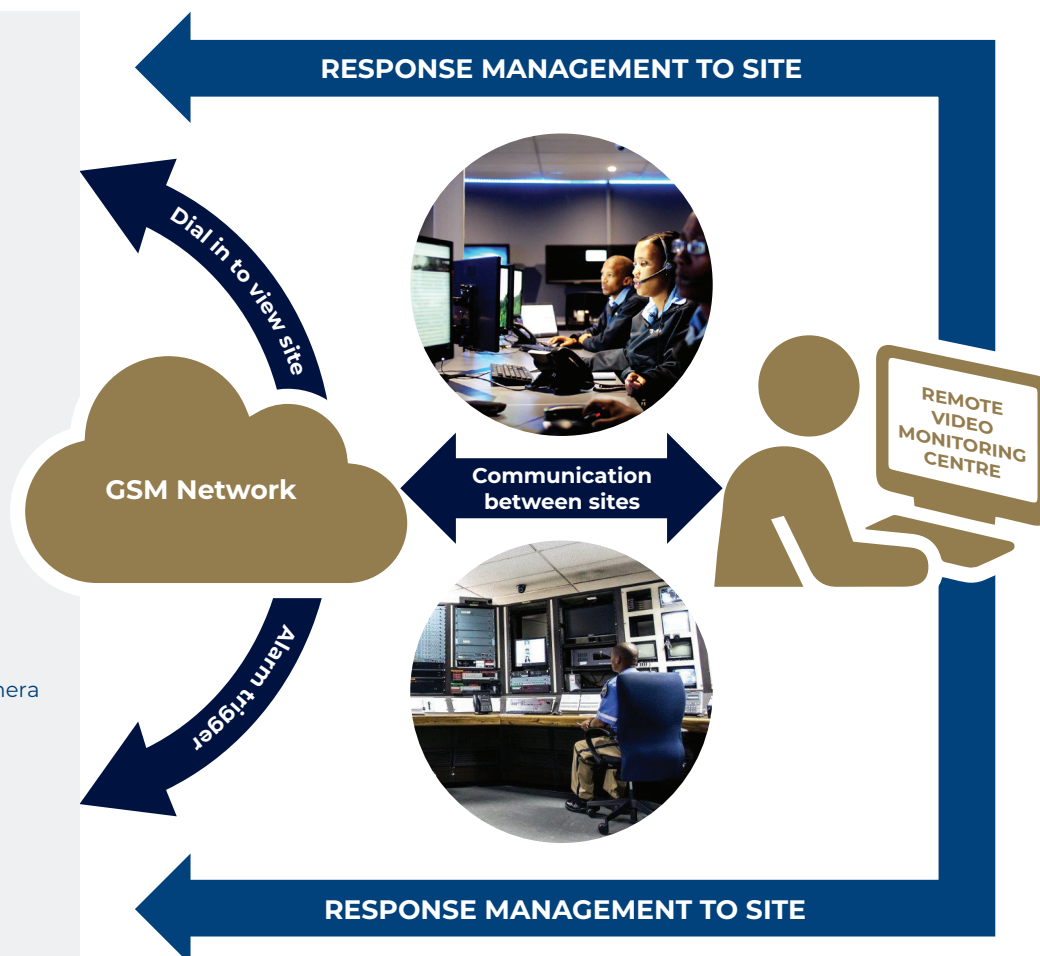 RESPONSE MANAGEMENT TO SITE
Dial in to view site
REMOTE
VIDEO
MONITORING
CENTRE
GSM Network
Communication
between sites
Alarm trigger
RESPONSE MANAGEMENT TO SITE